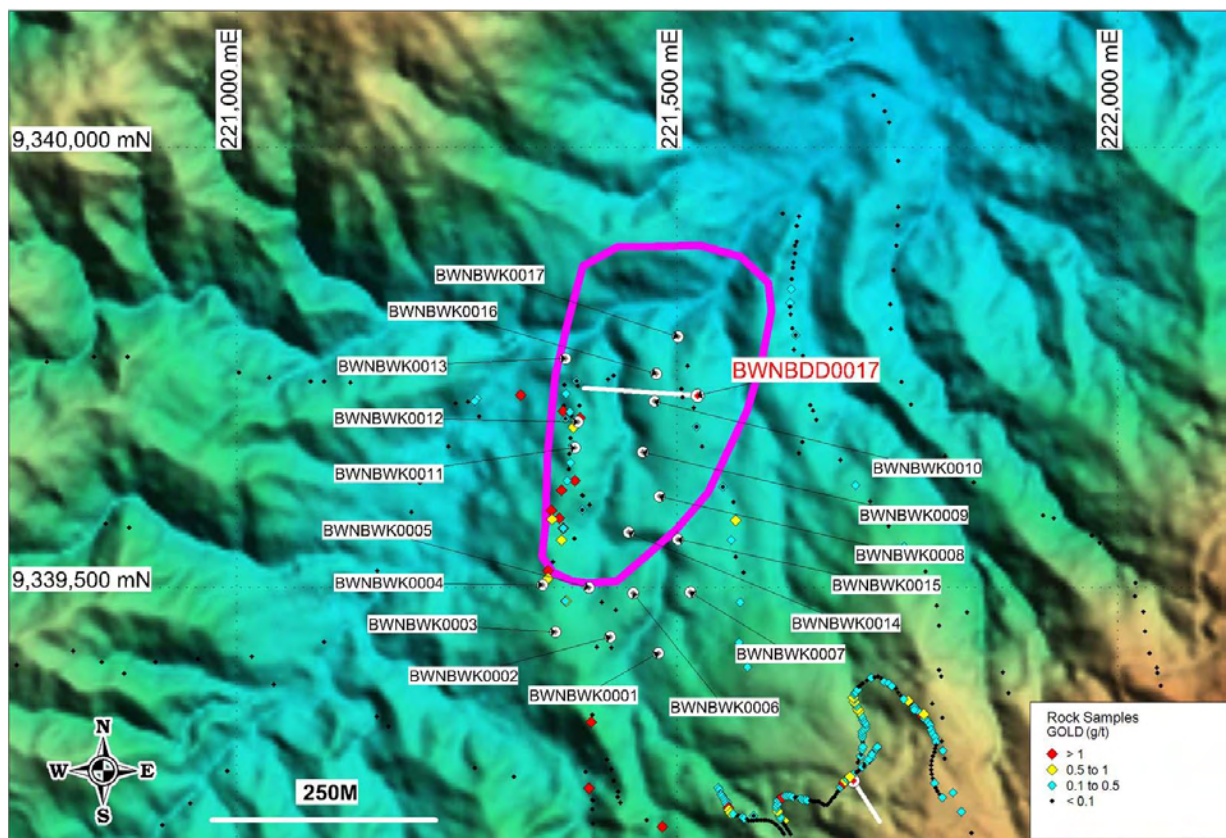 221,000 mE
221,500 mE
222,000 mE
9,340,000 mN
BWNBWK0017
BWNBWK0016
BWNBWK0013
BWNBDD0017
BWNBWK0012
BWNBWK0011
BWNBWK0010
BWNBWK0009
BWNBWK0005
BWNBWK0008
9,339,500 mN
BWNBWK0004
BWNBWK0015
BWNBWK0003
BWNBWK0014
BWNBWK0002
BWNBWK0007
BWNBWK0001
BWNBWK0006
N
W E
S
250M
Rock Samples
GOLD (g/t)
> 1
0.5 to 1
0.1 to 0.5
< 0.1